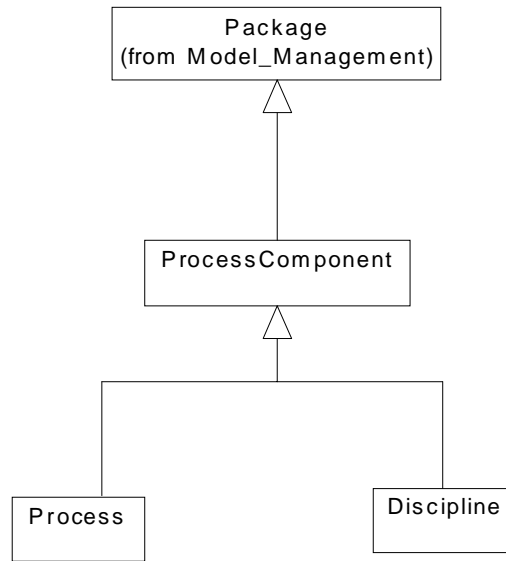 Package
(from Model_Management)
ProcessComponent
Process
Discipline